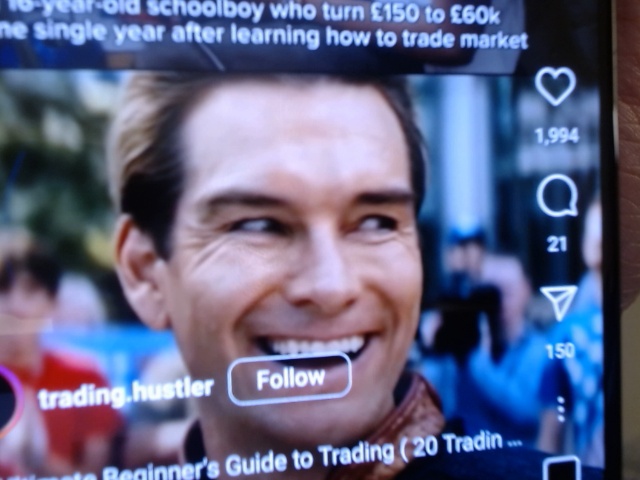 16-year-old schoolboy who turn £150 to £60k
single year after learning how to trade market
1,994
21
150
trading.hustler
Follow
Beginner's Guide to Trading ( 20 Tradin ...